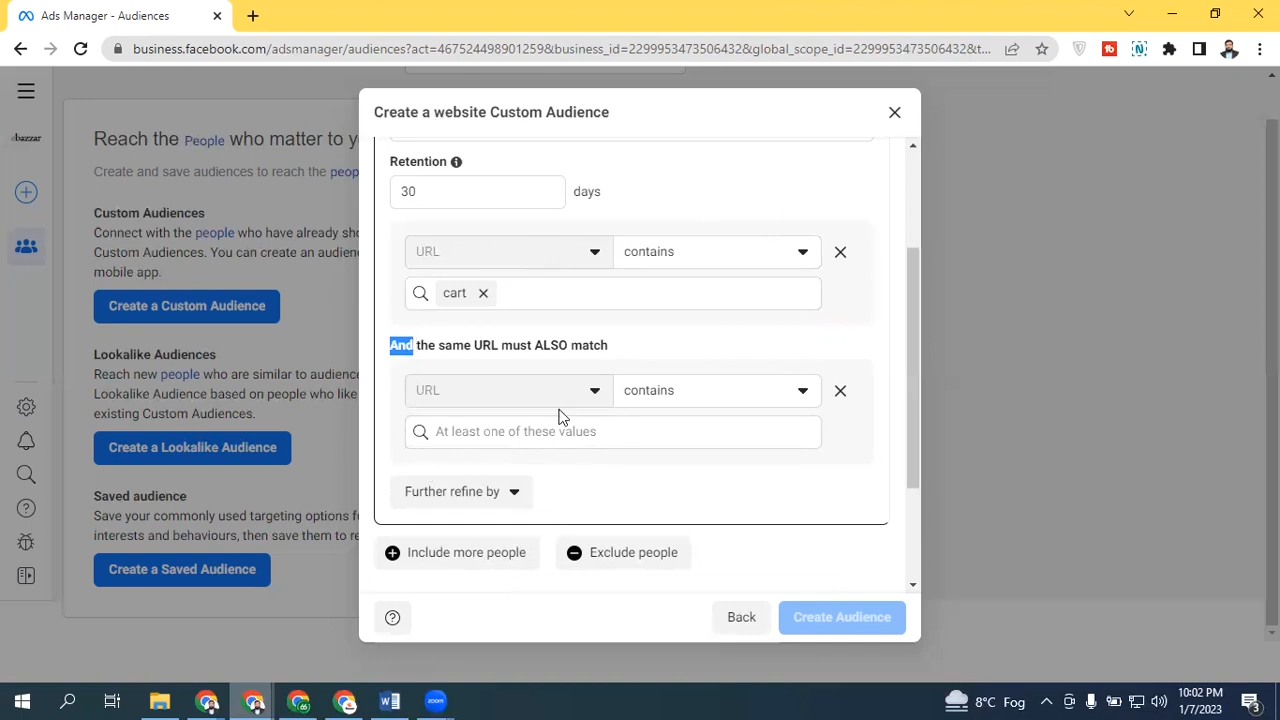 Ads Manager - Audiences
business.facebook.com/adsmanager/audiences?act=467524498901259&business_id=2299953473506432&global_scope_id=2299953473506432&t...
Create a website Custom Audience
Reach the People who matter to y
Create and save audiences to reach the peop
Custom Audiences
Connect with the people who have already sho
Custom Audiences. You can create an audienc
mobile app.
Create a Custom Audience
Lookalike Audiences
Reach new people who are similar to audience
Lookalike Audience based on people who like
existing Custom Audiences.
Create a Lookalike Audience
Saved audience
Save your commonly used targeting options fo
interests and behaviours, then save them to re
Create a Saved Audience
bazzar
Retention
30
days
URL
contains
cart
And the same URL must ALSO match
URL
contains
At least one of these values
Further refine by
Include more people
Exclude people
Back
Create Audience
zoom
8°C Fog
10:02 PM
1/7/2023
3